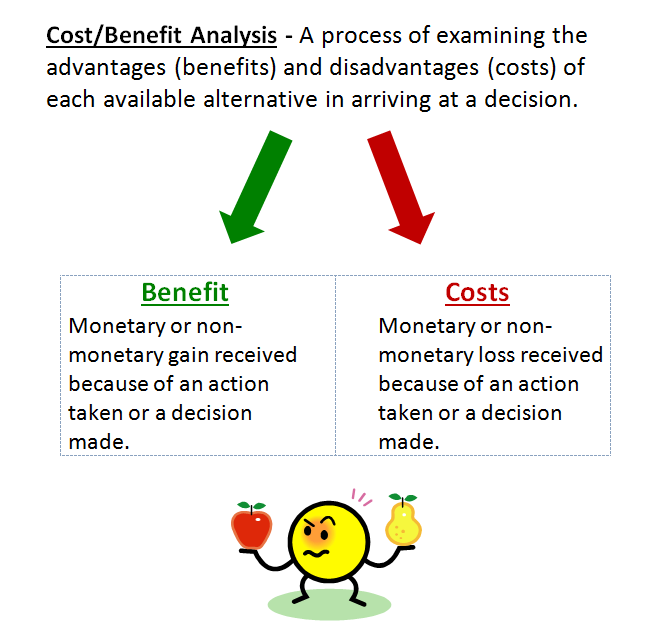 Cost/Benefit Analysis - A process of examining the
advantages (benefits) and disadvantages (costs) of
each available alternative in arriving at a decision.
Benefit
Monetary or non-
monetary gain received
because of an action
taken or a decision
made.
Costs
Monetary or non-
monetary loss received
because of an action
taken or a decision
made.